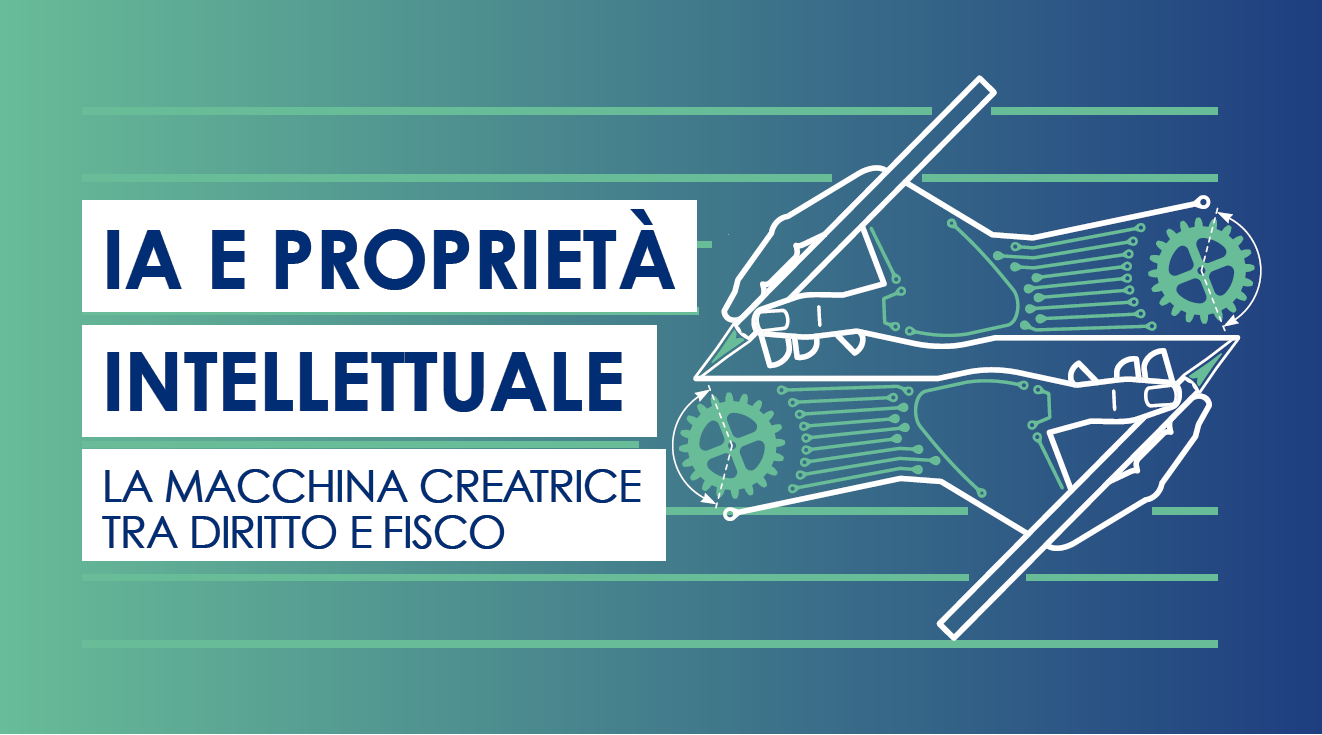 IA E PROPRIETÀ
INTELLETTUALE
LA MACCHINA CREATRICE
TRA DIRITTO E FISCO